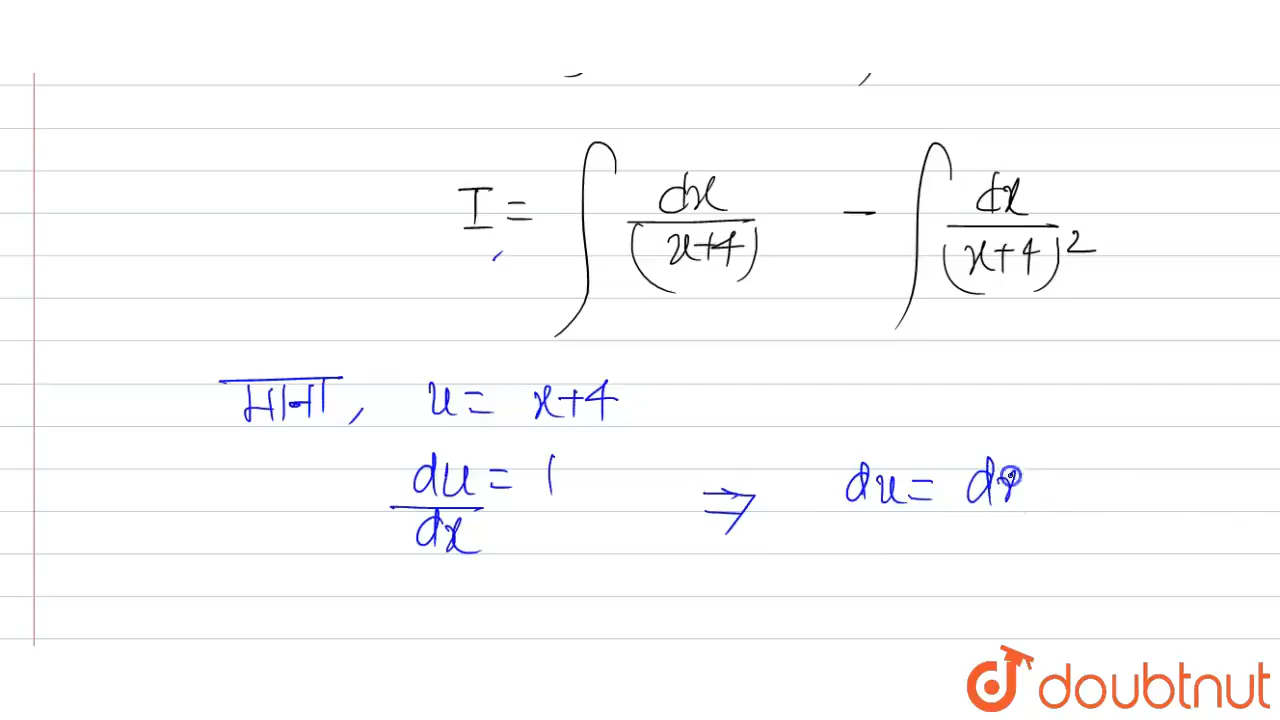 I = ∫ dx/(x+4) - ∫ dx/(x+4)²
माना, u = x+4
du/dx = 1 ⇒ du = dx
doubtnut